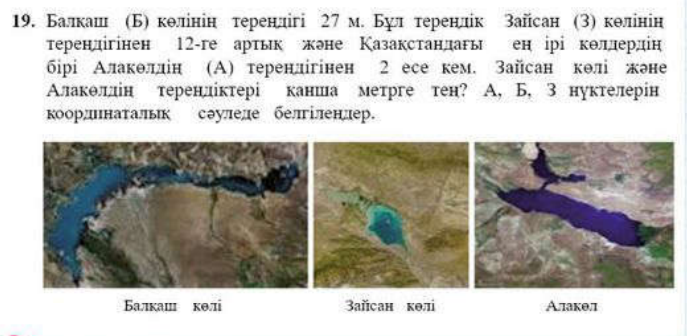 19. Балқаш (Б) көлінің тереңдігі 27 м. Бұл тереңдік Зайсан (З) көлінің
тереңдігінен 12-ге артық және Қазақстандағы ең ірі көлдердің
бірі Алакөлдің (А) тереңдігінен 2 есе кем. Зайсан көлі және
Алакөлдің тереңдіктері қанша метрге тең? А, Б, З нүктелерін
координаталық сәуледе белгілеңдер.
Балқаш көлі
Зайсан көлі
Алакөл